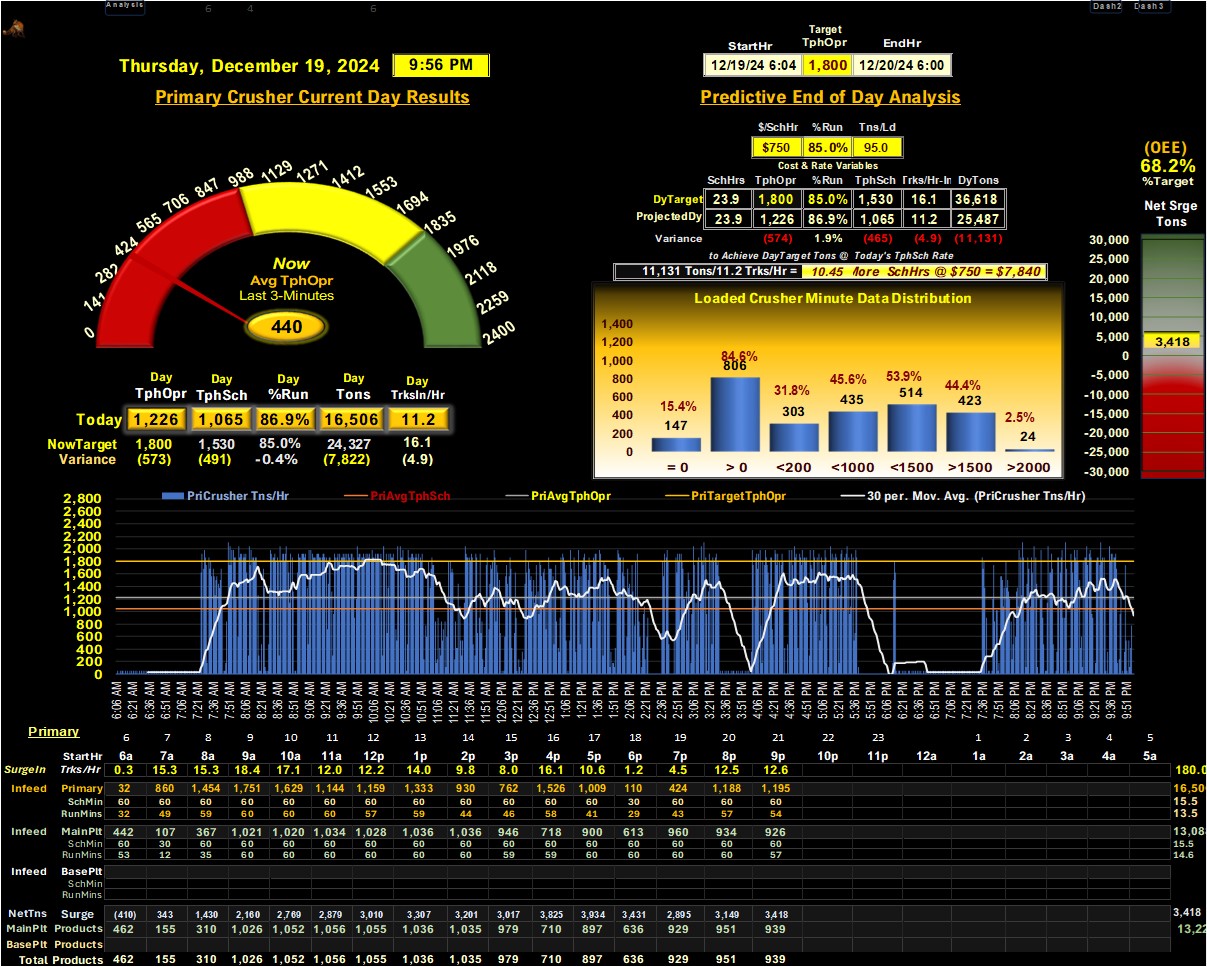 Analysis
6 4 6
Dash2 Dash3
Thursday, December 19, 2024 9:56 PM
Primary Crusher Current Day Results
StartHr Target TphOpr EndHr
12/19/24 6:04 1,800 12/20/24 6:00
Predictive End of Day Analysis
$/SchHr %Run Tns/Ld
$750 85.0% 95.0
Cost & Rate Variables
SchHrs TphOpr %Run TphSch Trks/Hr-In DyTons
DyTarget 23.9 1,800 85.0% 1,530 16.1 36,618
ProjectedDy 23.9 1,226 86.9% 1,065 11.2 25,487
Variance (574) 1.9% (465) (4.9) (11,131)
to Achieve DayTarget Tons @ Today's TphSch Rate
11,131 Tons/11.2 Trks/Hr = 10.45 More SchHrs @ $750 = $7,840
(OEE)
68.2%
%Target
Net Srge
Tons
30,000
25,000
20,000
15,000
10,000
5,000
3,418
0
-5,000
-10,000
-15,000
-20,000
-25,000
-30,000
0 141 282 424 565 706 847 988 1129 1271 1412 1553 1694 1835 1976 2118 2259 2400
Now
Avg TphOpr
Last 3-Minutes
440
Day Day Day Day Day
TphOpr TphSch %Run Tons TrksIn/Hr
Today 1,226 1,065 86.9% 16,506 11.2
NowTarget 1,800 1,530 85.0% 24,327 16.1
Variance (573) (491) -0.4% (7,822) (4.9)
Loaded Crusher Minute Data Distribution
1,400
1,200
1,000
800
600
400
200
0
15.4% 84.6% 31.8% 45.6% 53.9% 44.4% 2.5%
147 806 303 435 514 423 24
= 0 > 0 <200 <1000 <1500 >1500 >2000
PriCrusher Tns/Hr PriAvgTphSch PriAvgTphOpr PriTargetTphOpr 30 per. Mov. Avg. (PriCrusher Tns/Hr)
2,800
2,600
2,400
2,200
2,000
1,800
1,600
1,400
1,200
1,000
800
600
400
200
0
6:06 AM 6:21 AM 6:36 AM 6:51 AM 7:06 AM 7:21 AM 7:36 AM 7:51 AM 8:06 AM 8:21 AM 8:36 AM 8:51 AM 9:06 AM 9:21 AM 9:36 AM 9:51 AM 10:06 AM 10:21 AM 10:36 AM 10:51 AM 11:06 AM 11:21 AM 11:36 AM 11:51 AM 12:06 PM 12:21 PM 12:36 PM 12:51 PM 1:06 PM 1:21 PM 1:36 PM 1:51 PM 2:06 PM 2:21 PM 2:36 PM 2:51 PM 3:06 PM 3:21 PM 3:36 PM 3:51 PM 4:06 PM 4:21 PM 4:36 PM 4:51 PM 5:06 PM 5:21 PM 5:36 PM 5:51 PM 6:06 PM 6:21 PM 6:36 PM 6:51 PM 7:06 PM 7:21 PM 7:36 PM 7:51 PM 8:06 PM 8:21 PM 8:36 PM 8:51 PM 9:06 PM 9:21 PM 9:36 PM 9:51 PM
Primary
6 7 8 9 10 11 12 13 14 15 16 17 18 19 20 21 22 23 1 2 3 4 5
StartHr 6a 7a 8a 9a 10a 11a 12p 1p 2p 3p 4p 5p 6p 7p 8p 9p 10p 11p 12a 1a 2a 3a 4a 5a
SurgeIn Trks/Hr 0.3 15.3 15.3 18.4 17.1 12.0 12.2 14.0 9.8 8.0 16.1 10.6 1.2 4.5 12.5 12.6 180.0
Infeed Primary 32 860 1,454 1,751 1,629 1,144 1,159 1,333 930 762 1,526 1,009 110 424 1,188 1,195 16,50
SchMin 60 60 60 60 60 60 60 60 60 60 60 60 30 60 60 60 15.5
RunMins 32 49 59 60 60 60 57 59 44 46 58 41 29 43 57 54 13.5
Infeed MainPlt 442 107 367 1,021 1,020 1,034 1,028 1,036 1,036 946 718 900 613 960 934 926 13,08
SchMin 60 30 60 60 60 60 60 60 60 60 60 60 60 60 60 60 15.5
RunMins 53 12 35 60 60 60 60 60 60 59 59 60 60 60 60 57 14.6
Infeed BasePlt
SchMin
RunMins
NetTns Surge (410) 343 1,430 2,160 2,769 2,879 3,010 3,307 3,201 3,017 3,825 3,934 3,431 2,895 3,149 3,418 3,418
MainPlt Products 462 155 310 1,026 1,052 1,056 1,055 1,036 1,035 979 710 897 636 929 951 939 13,22
BasePlt Products
Total Products 462 155 310 1,026 1,052 1,056 1,055 1,036 1,035 979 710 897 636 929 951 939